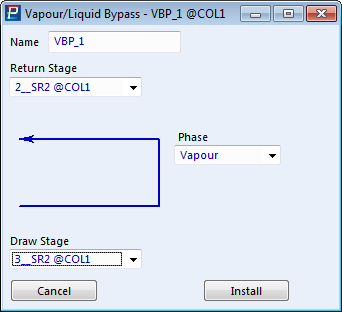 Vapour/Liquid Bypass - VBP_1 @COL1
Name VBP_1
Return Stage
2__SR2 @COL1
Phase
Vapour
Draw Stage
3__SR2 @COL1
Cancel Install